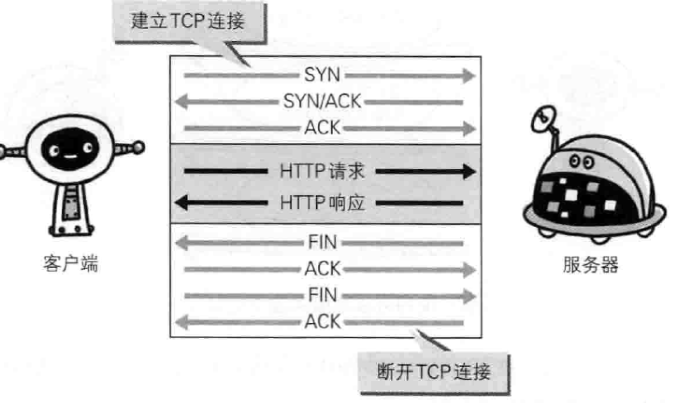 建立TCP连接
SYN
SYN/ACK
ACK
HTTP请求
HTTP响应
FIN
ACK
FIN
ACK
客户端
服务器
断开TCP连接